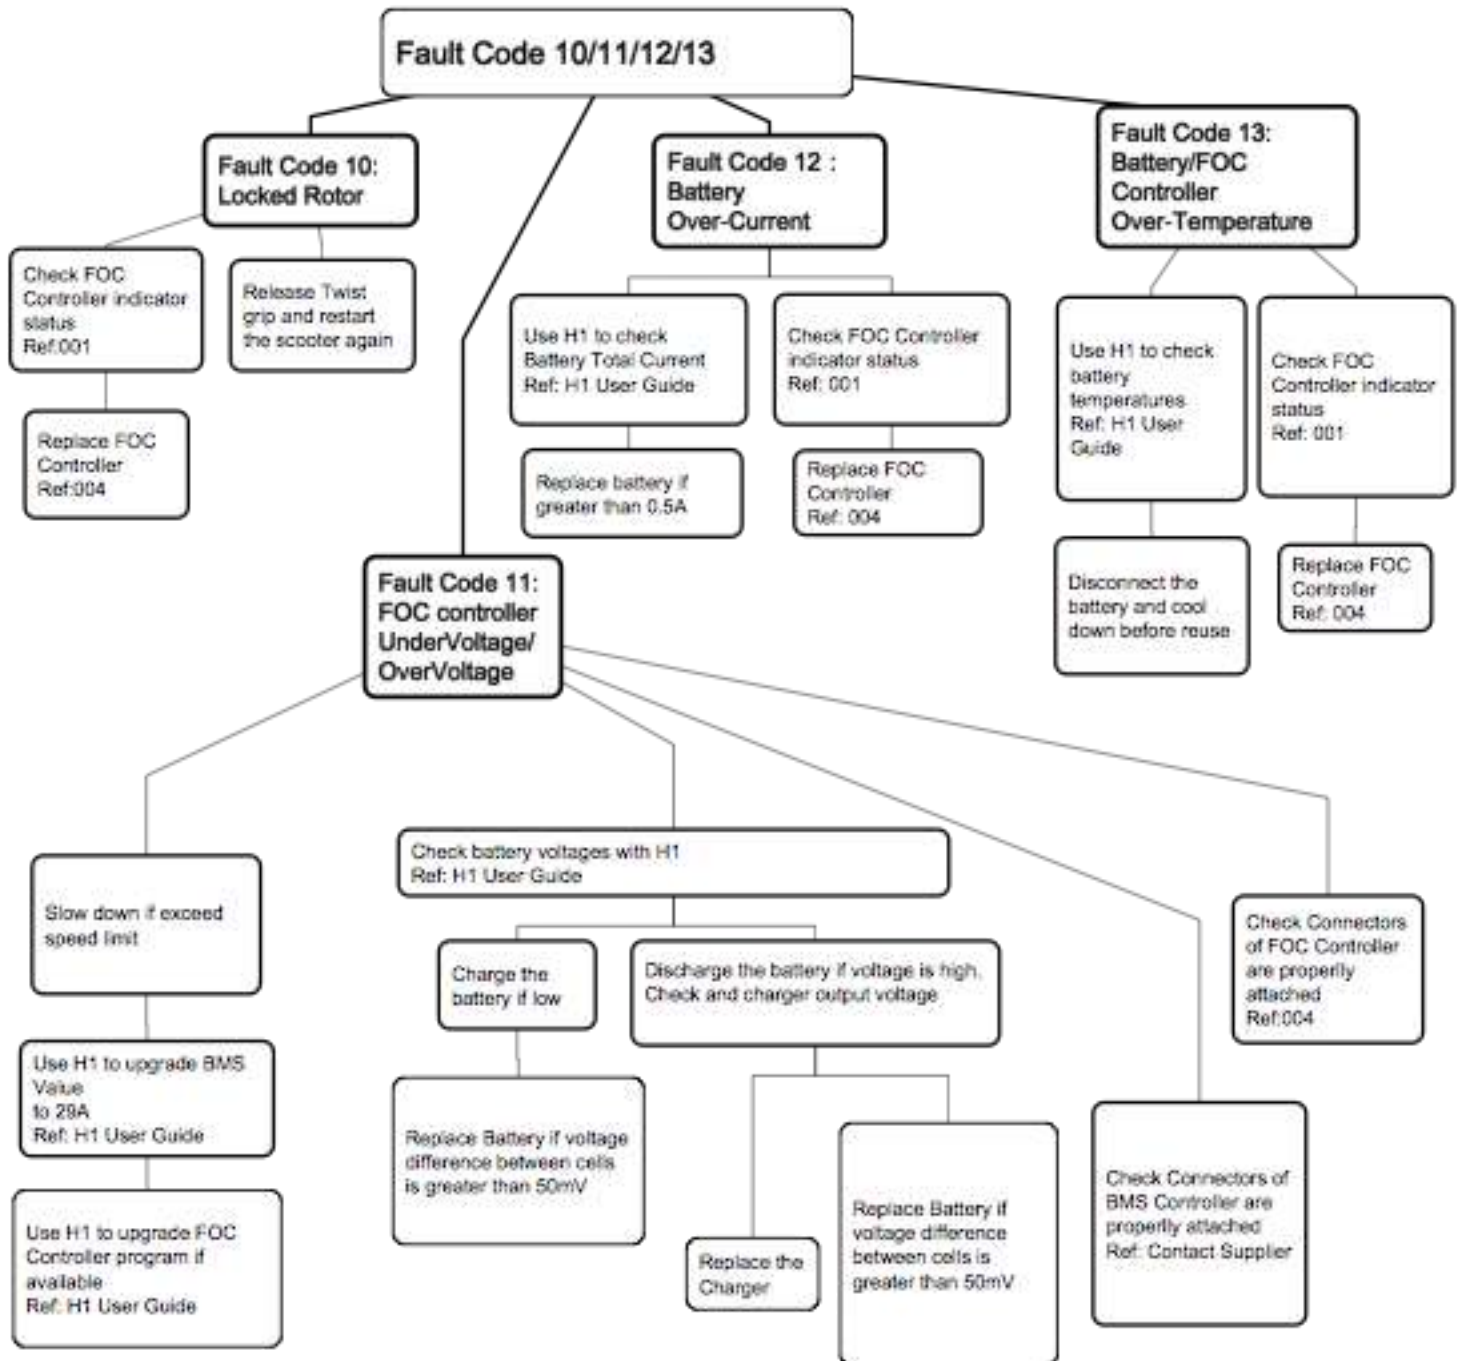 Fault Code 10/11/12/13
Fault Code 10:
Locked Rotor
Check FOC
Controller indicator
status
Ref:001
Replace FOC
Controller
Ref:004
Release Twist
grip and restart
the scooter again
Fault Code 12 :
Battery
Over-Current
Use H1 to check
Battery Total Current
Ref: H1 User Guide
Replace battery if
greater than 0.5A
Check FOC Controller
indicator status
Ref: 001
Replace FOC
Controller
Ref: 004
Fault Code 13:
Battery/FOC
Controller
Over-Temperature
Use H1 to check
battery
temperatures
Ref: H1 User
Guide
Disconnect the
battery and cool
down before reuse
Check FOC
Controller indicator
status
Ref: 001
Replace FOC
Controller
Ref: 004
Fault Code 11:
FOC controller
UnderVoltage/
OverVoltage
Slow down if exceed
speed limit
Use H1 to upgrade BMS
Value
to 29A
Ref: H1 User Guide
Use H1 to upgrade FOC
Controller program if
available
Ref: H1 User Guide
Check battery voltages with H1
Ref: H1 User Guide
Charge the
battery if low
Replace Battery if voltage
difference between cells
is greater than 50mV
Discharge the battery if voltage is high.
Check and charger output voltage
Replace the
Charger
Replace Battery if
voltage difference
between cells is
greater than 50mV
Check Connectors of
BMS Controller are
properlly attached
Ref: Contact Supplier
Check Connectors
of FOC Controller
are properlly
attached
Ref:004